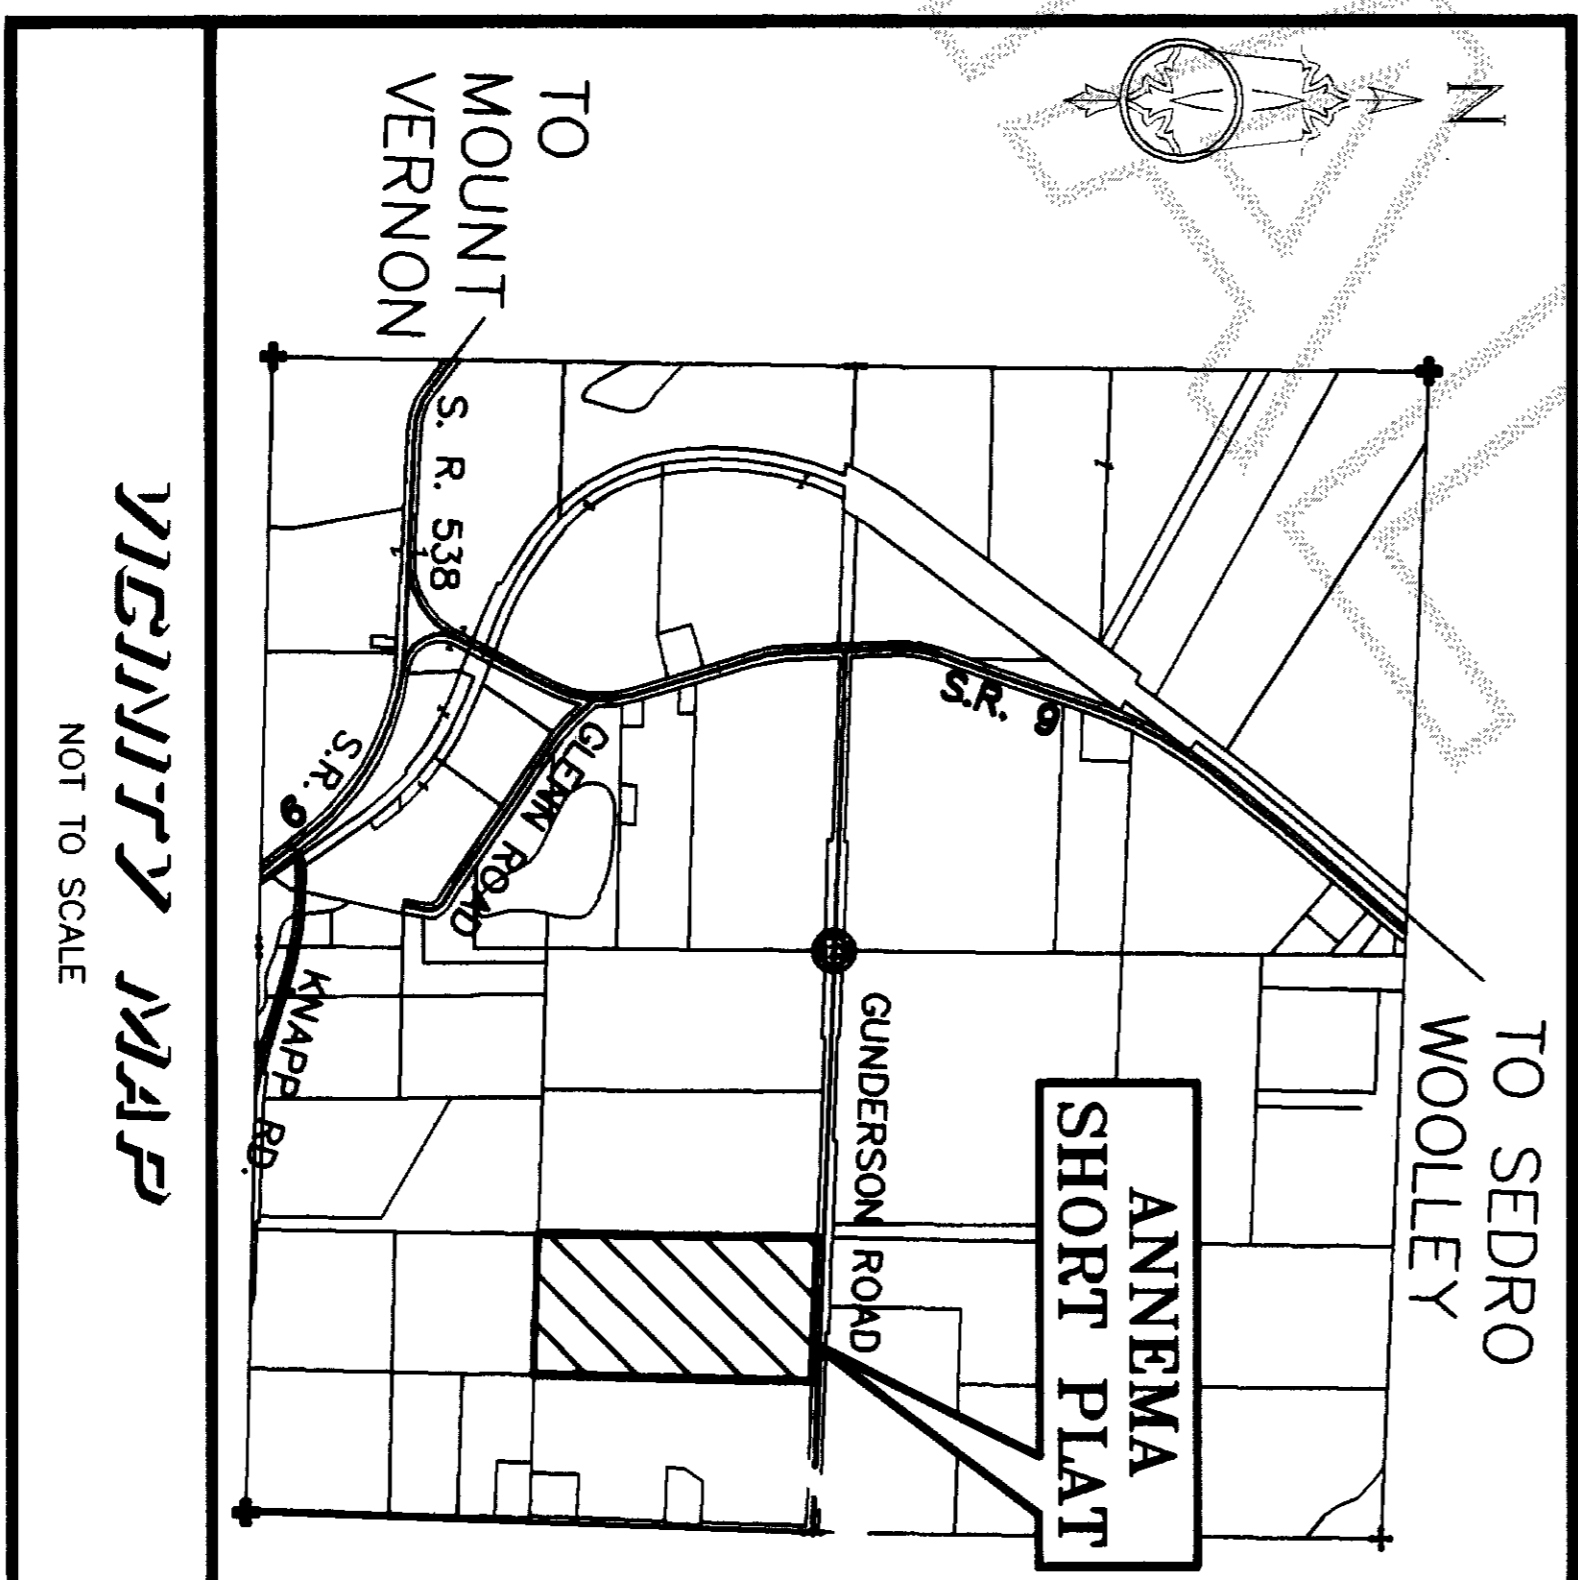 N
TO
MOUNT
VERNON
TO SEDRO
WOOLLEY
ANNEMA
SHORT PLAT
S.R. 9
GUNDERSON ROAD
S. R. 538
GLENN ROAD
S.R. 9
KNAPP RD.
VICINITY MAP
NOT TO SCALE